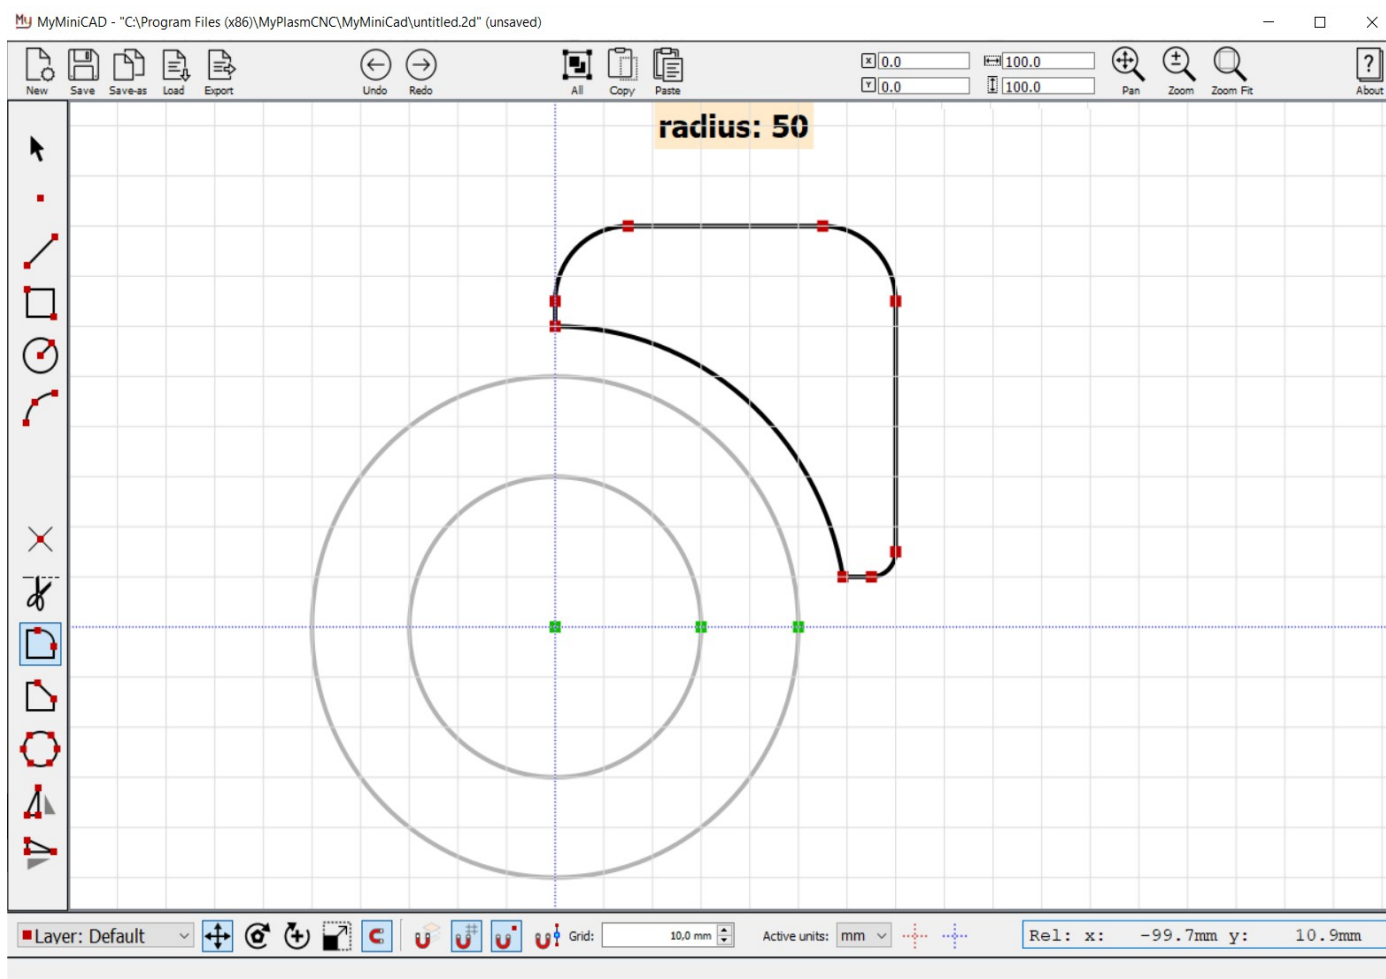 My MyMiniCAD - "C:\Program Files (x86)\MyPlasmCNC\MyMiniCad\untitled.2d" (unsaved)
X 0.0 100.0
Y 0.0 100.0
New Save Save-as Load Export Undo Redo All Copy Paste Pan Zoom Zoom Fit ? About
radius: 50
Layer: Default Grid: 10,0 mm Active units: mm Rel: x: -99.7mm y: 10.9mm